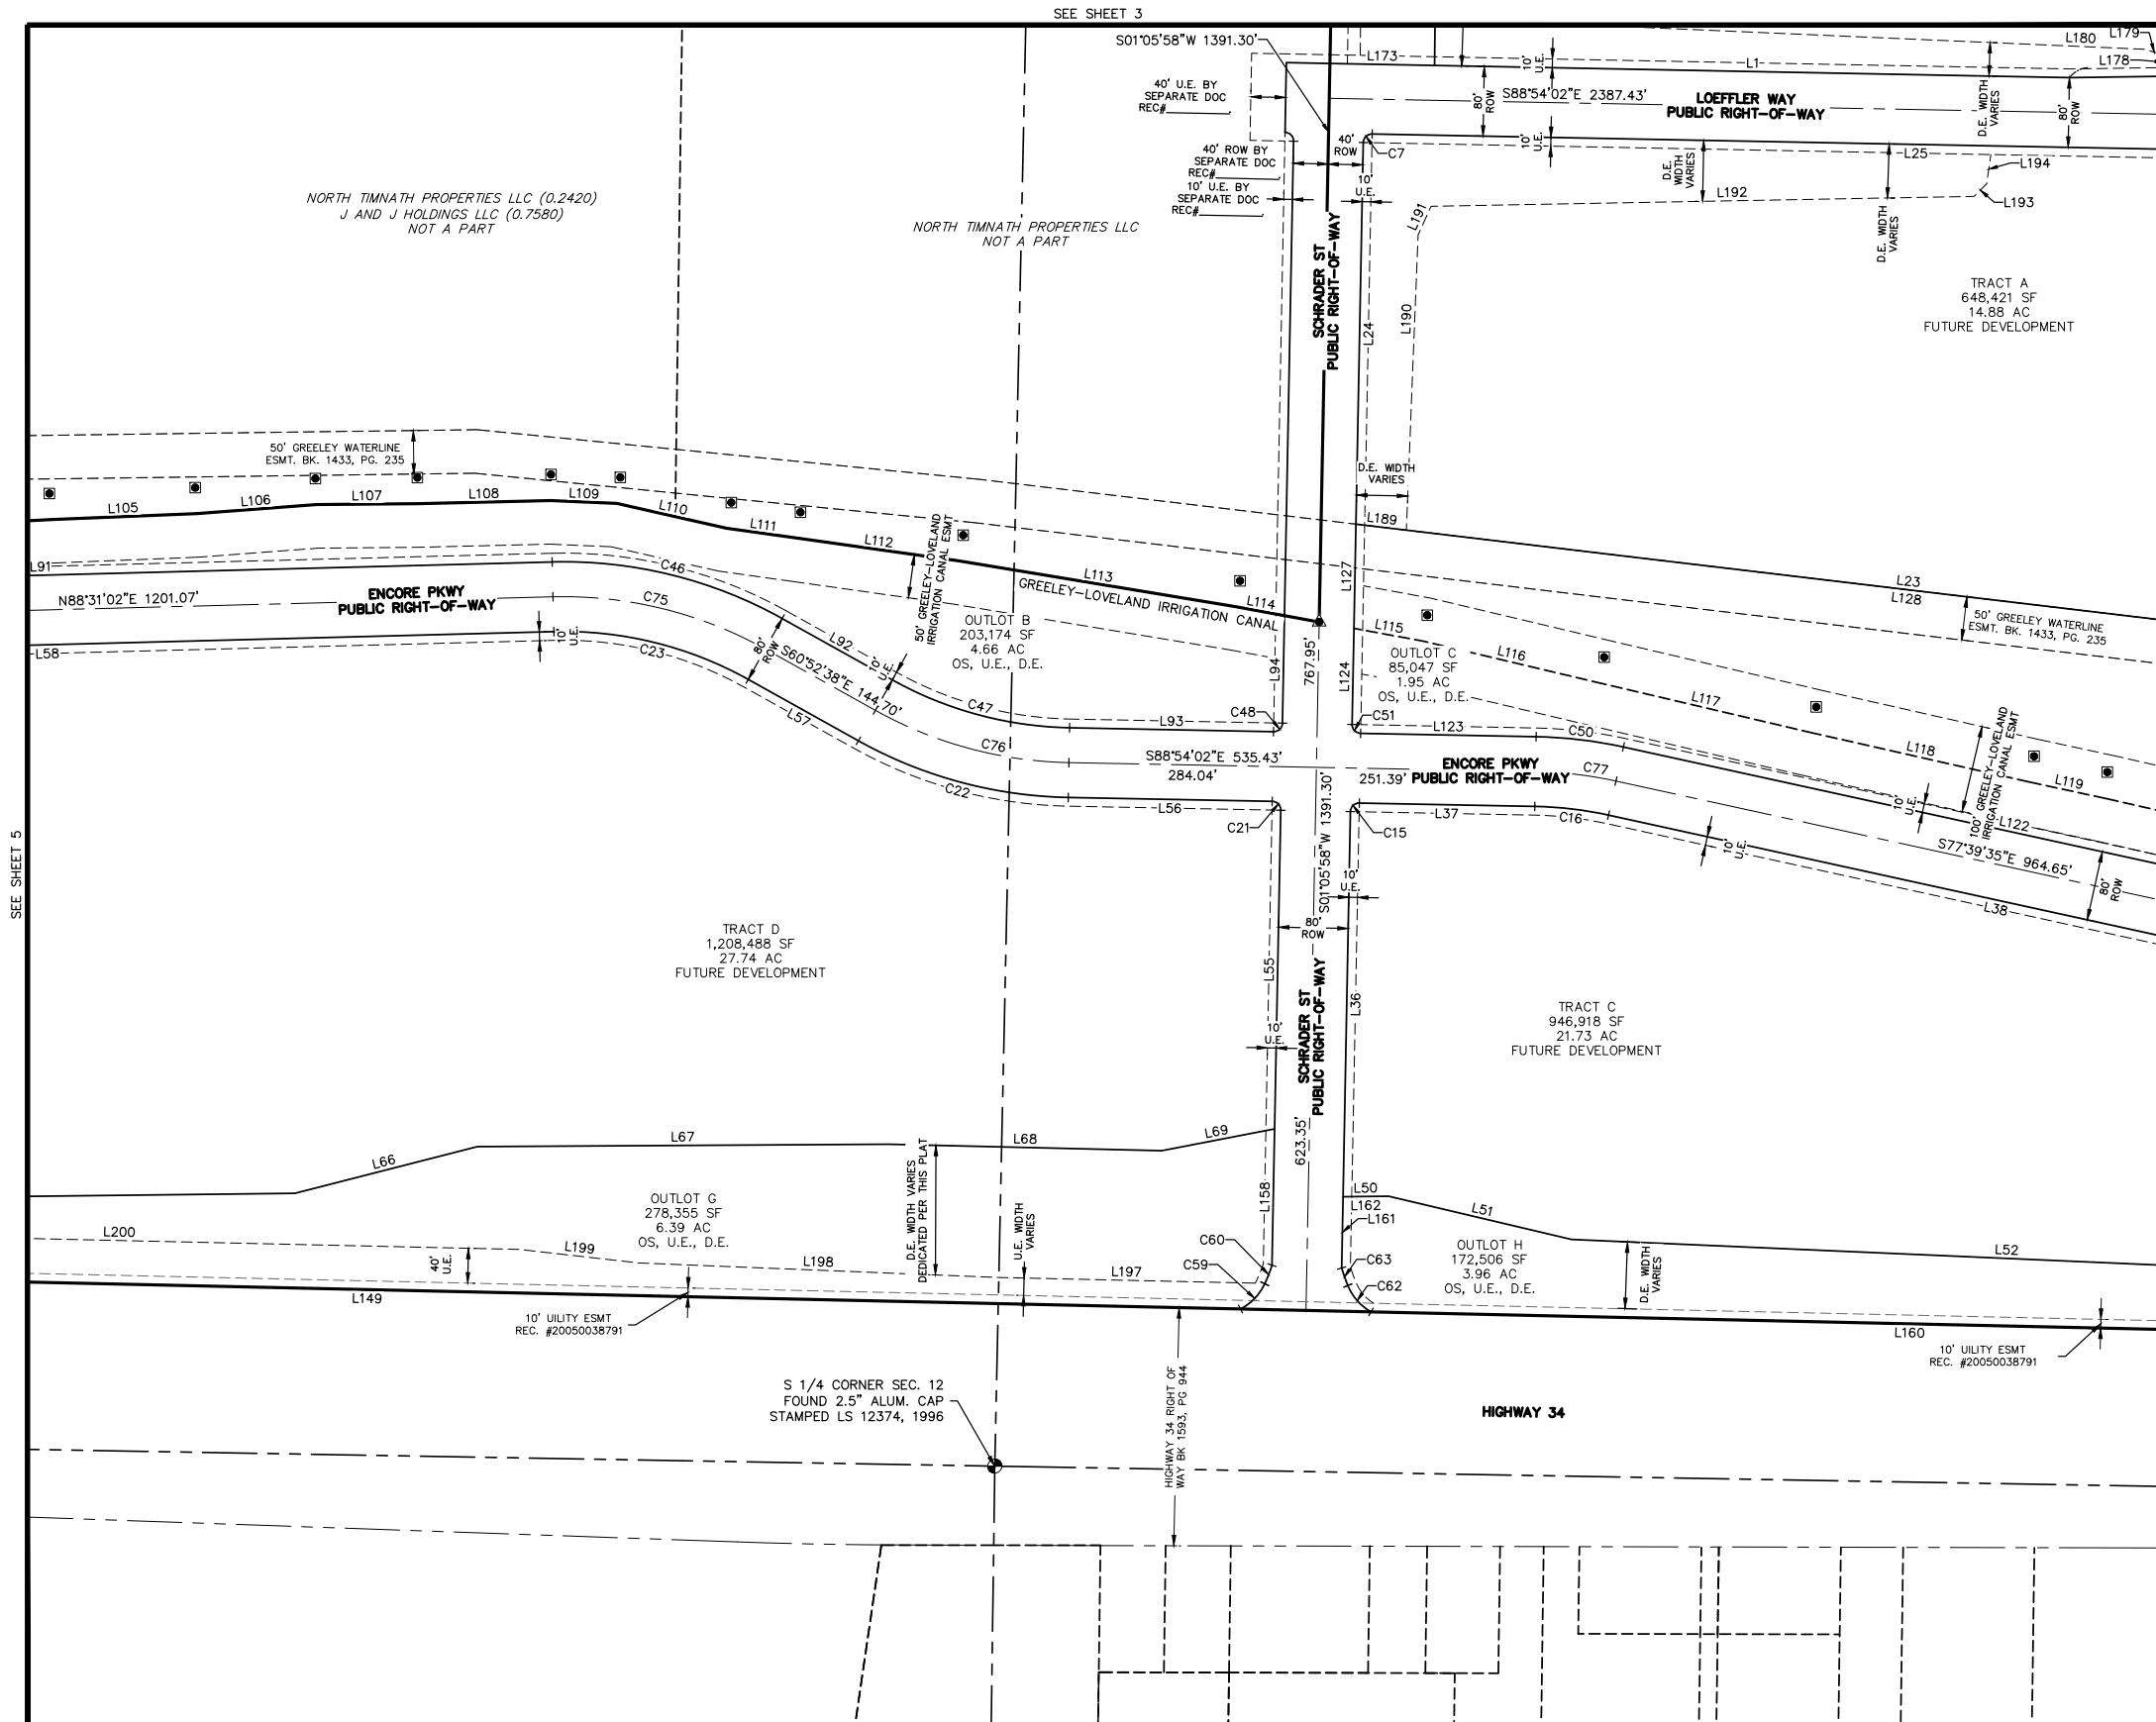 SEE SHEET 3
S01°05'58"W 1391.30'
L173
10'
U.E.
L1
L180
L179
L178
40' U.E. BY
SEPARATE DOC
REC#________.
80'
ROW
S88°54'02"E 2387.43'
LOEFFLER WAY
PUBLIC RIGHT-OF-WAY
D.E. WIDTH
VARIES
80'
ROW
40' ROW BY
SEPARATE DOC
REC#________.
40'
ROW
C7
10'
U.E.
L25
L194
10' U.E. BY
SEPARATE DOC
REC#________.
10'
U.E.
D.E.
WIDTH
VARIES
L192
L193
L191
D.E. WIDTH
VARIES
NORTH TIMNATH PROPERTIES LLC (0.2420)
J AND J HOLDINGS LLC (0.7580)
NOT A PART
NORTH TIMNATH PROPERTIES LLC
NOT A PART
SCHRADER ST
PUBLIC RIGHT-OF-WAY
L24
L190
TRACT A
648,421 SF
14.88 AC
FUTURE DEVELOPMENT
50' GREELEY WATERLINE
ESMT. BK. 1433, PG. 235
D.E. WIDTH
VARIES
L105
L106
L107
L108
L109
L110
L111
L112
L113
L114
L189
L23
L128
50' GREELEY-LOVELAND
IRRIGATION CANAL ESMT
GREELEY-LOVELAND IRRIGATION CANAL
L127
50' GREELEY WATERLINE
ESMT. BK. 1433, PG. 235
L91
C46
N88°31'02"E 1201.07'
ENCORE PKWY
PUBLIC RIGHT-OF-WAY
C75
L58
10'
U.E.
C23
80'
ROW
L92
10'
U.E.
S60°52'38"E 144.70'
OUTLOT B
203,174 SF
4.66 AC
OS, U.E., D.E.
L94
767.95'
L124
L115
OUTLOT C
85,047 SF
1.95 AC
OS, U.E., D.E.
L116
L117
L118
L119
100' GREELEY-LOVELAND
IRRIGATION CANAL ESMT
L57
C47
C76
L93
C48
C51
L123
C50
S88°54'02"E 535.43'
284.04'
251.39'
ENCORE PKWY
PUBLIC RIGHT-OF-WAY
C77
10'
U.E.
L122
C22
L56
C21
S01°05'58"W 1391.30'
C15
L37
C16
10'
U.E.
S77°39'35"E 964.65'
80'
ROW
L38
SEE SHEET 5
10'
U.E.
80'
ROW
TRACT D
1,208,488 SF
27.74 AC
FUTURE DEVELOPMENT
L55
L36
SCHRADER ST
PUBLIC RIGHT-OF-WAY
10'
U.E.
TRACT C
946,918 SF
21.73 AC
FUTURE DEVELOPMENT
623.35'
L66
L67
L68
L69
D.E. WIDTH VARIES
DEDICATED PER THIS PLAT
OUTLOT G
278,355 SF
6.39 AC
OS, U.E., D.E.
U.E. WIDTH
VARIES
L158
L50
L162
L161
L51
L52
L200
L199
L198
L197
40'
U.E.
C60
C59
C63
C62
OUTLOT H
172,506 SF
3.96 AC
OS, U.E., D.E.
D.E. WIDTH
VARIES
L149
10' UILITY ESMT
REC. #20050038791
L160
10' UILITY ESMT
REC. #20050038791
S 1/4 CORNER SEC. 12
FOUND 2.5" ALUM. CAP
STAMPED LS 12374, 1996
HIGHWAY 34 RIGHT OF
WAY BK 1593, PG 944
HIGHWAY 34